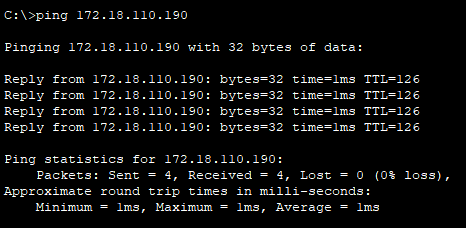 C:\>ping 172.18.110.190
Pinging 172.18.110.190 with 32 bytes of data:
Reply from 172.18.110.190: bytes=32 time=1ms TTL=126
Reply from 172.18.110.190: bytes=32 time=1ms TTL=126
Reply from 172.18.110.190: bytes=32 time=1ms TTL=126
Reply from 172.18.110.190: bytes=32 time=1ms TTL=126
Ping statistics for 172.18.110.190:
Packets: Sent = 4, Received = 4, Lost = 0 (0% loss),
Approximate round trip times in milli-seconds:
Minimum = 1ms, Maximum = 1ms, Average = 1ms